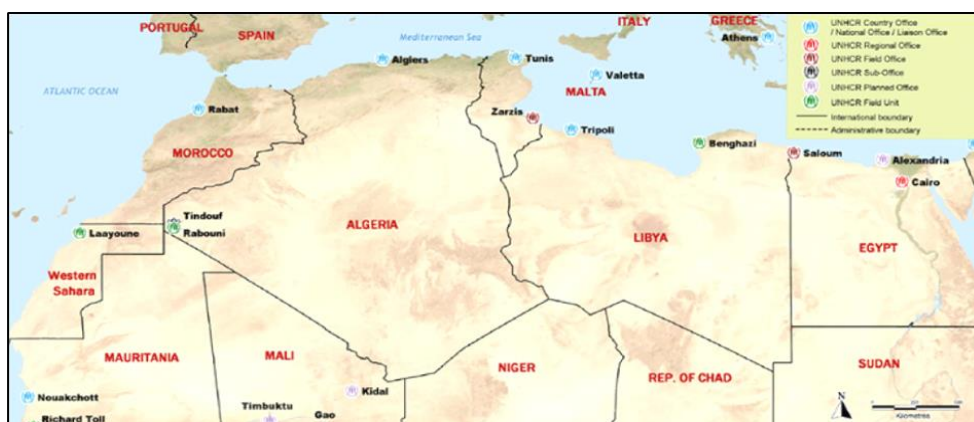 PORTUGAL
SPAIN
ITALY
GREECE
Mediterranean Sea
Athens
Algiers
Tunis
Valetta
ATLANTIC OCEAN
MALTA
Rabat
Zarzis
Tripoli
MOROCCO
Benghazi
Saloum
Alexandria
Cairo
Tindouf
Rabouni
Laayoune
ALGERIA
LIBYA
EGYPT
Western
Sahara
MAURITANIA
MALI
NIGER
REP. OF CHAD
SUDAN
Kidal
Nouakchott
Timbuktu
Gao
Richard Toll
N
Kilometres
UNHCR Country Office
/ National Office / Liaison Office
UNHCR Regional Office
UNHCR Field Office
UNHCR Sub-Office
UNHCR Planned Office
UNHCR Field Unit
International boundary
Administrative boundary